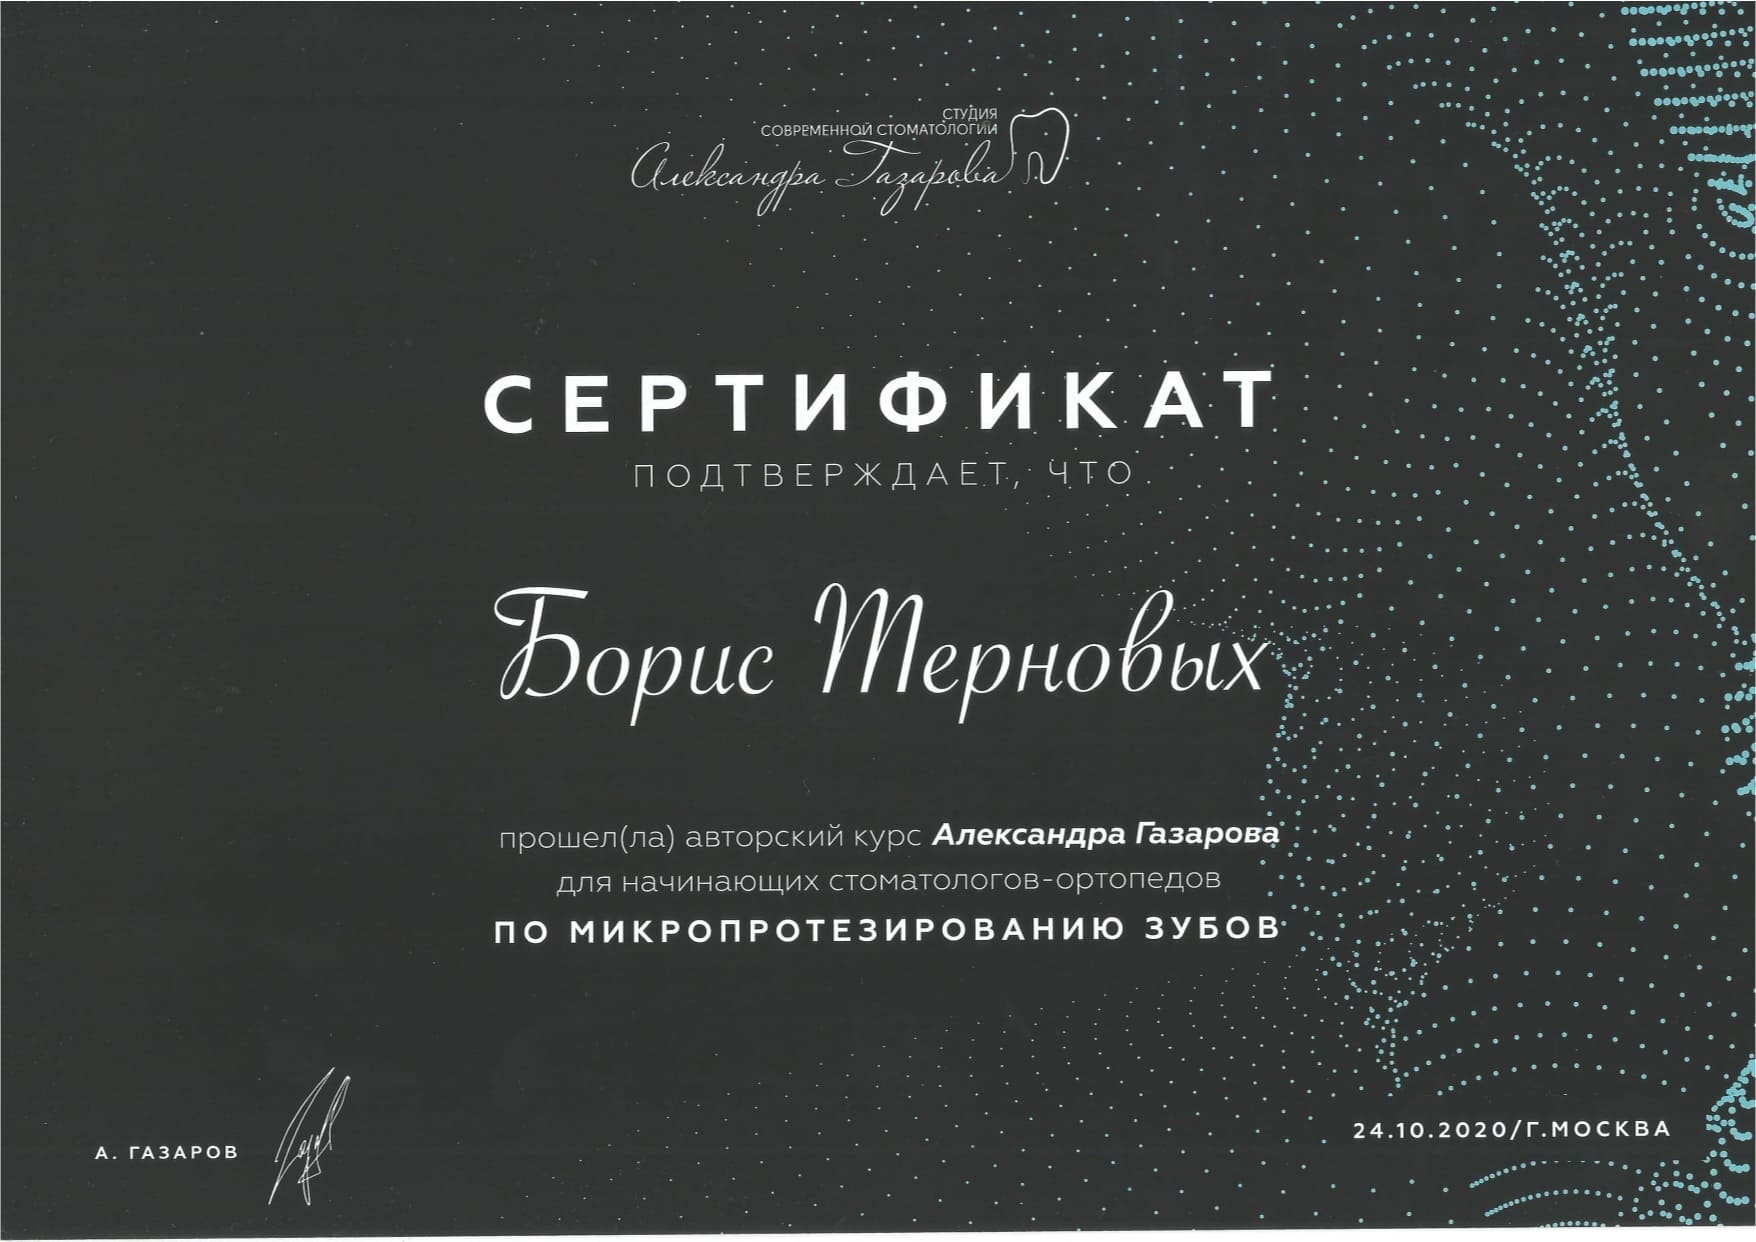 СТУДИЯ
СОВРЕМЕННОЙ СТОМАТОЛОГИИ
Александра Газарова
СЕРТИФИКАТ
ПОДТВЕРЖДАЕТ, ЧТО
Борис Терновых
прошел(ла) авторский курс Александра Газарова
для начинающих стоматологов-ортопедов
ПО МИКРОПРОТЕЗИРОВАНИЮ ЗУБОВ
А. ГАЗАРОВ
24.10.2020/Г.МОСКВА